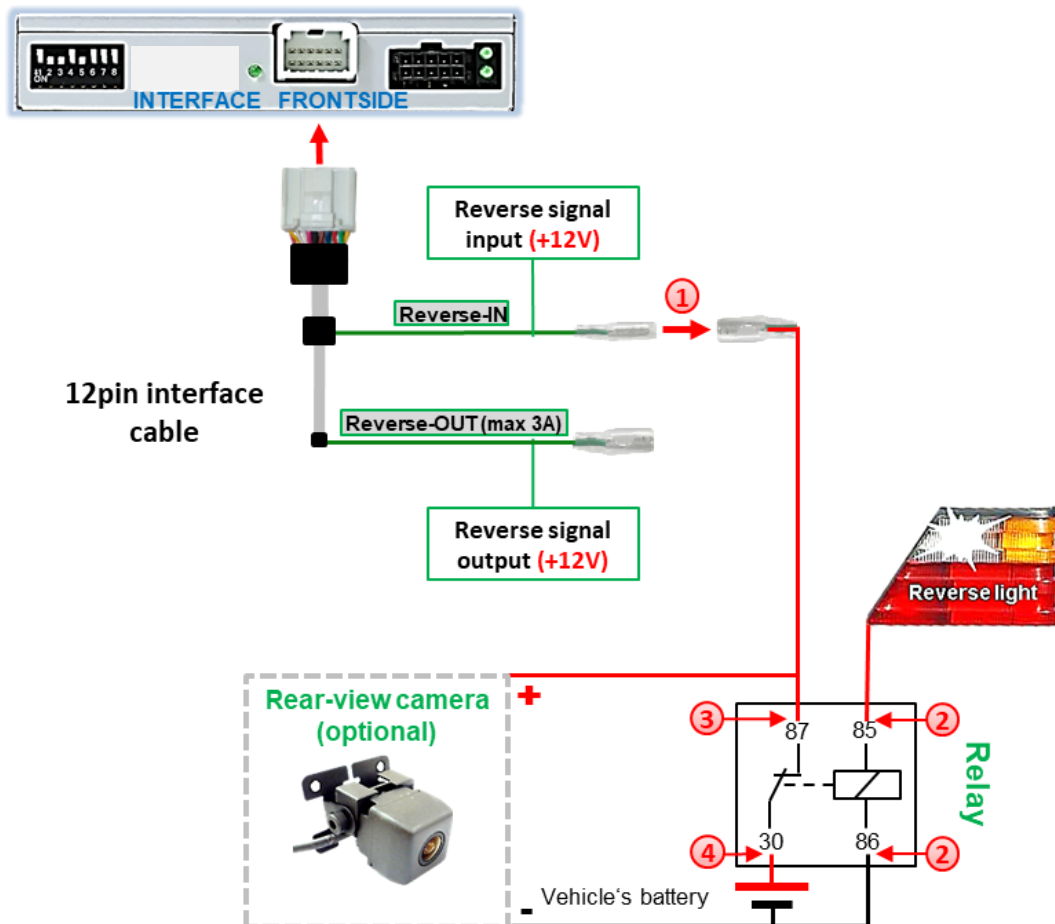 1 2 3 4 5 6 7 8
ON
INTERFACE FRONTSIDE
Reverse signal
input (+12V)
1
Reverse-IN
12pin interface
cable
Reverse-OUT (max 3A)
Reverse signal
output (+12V)
Reverse light
Rear-view camera
(optional)
+
3
87
85
2
Relay
4
30
86
2
-
Vehicle‘s battery